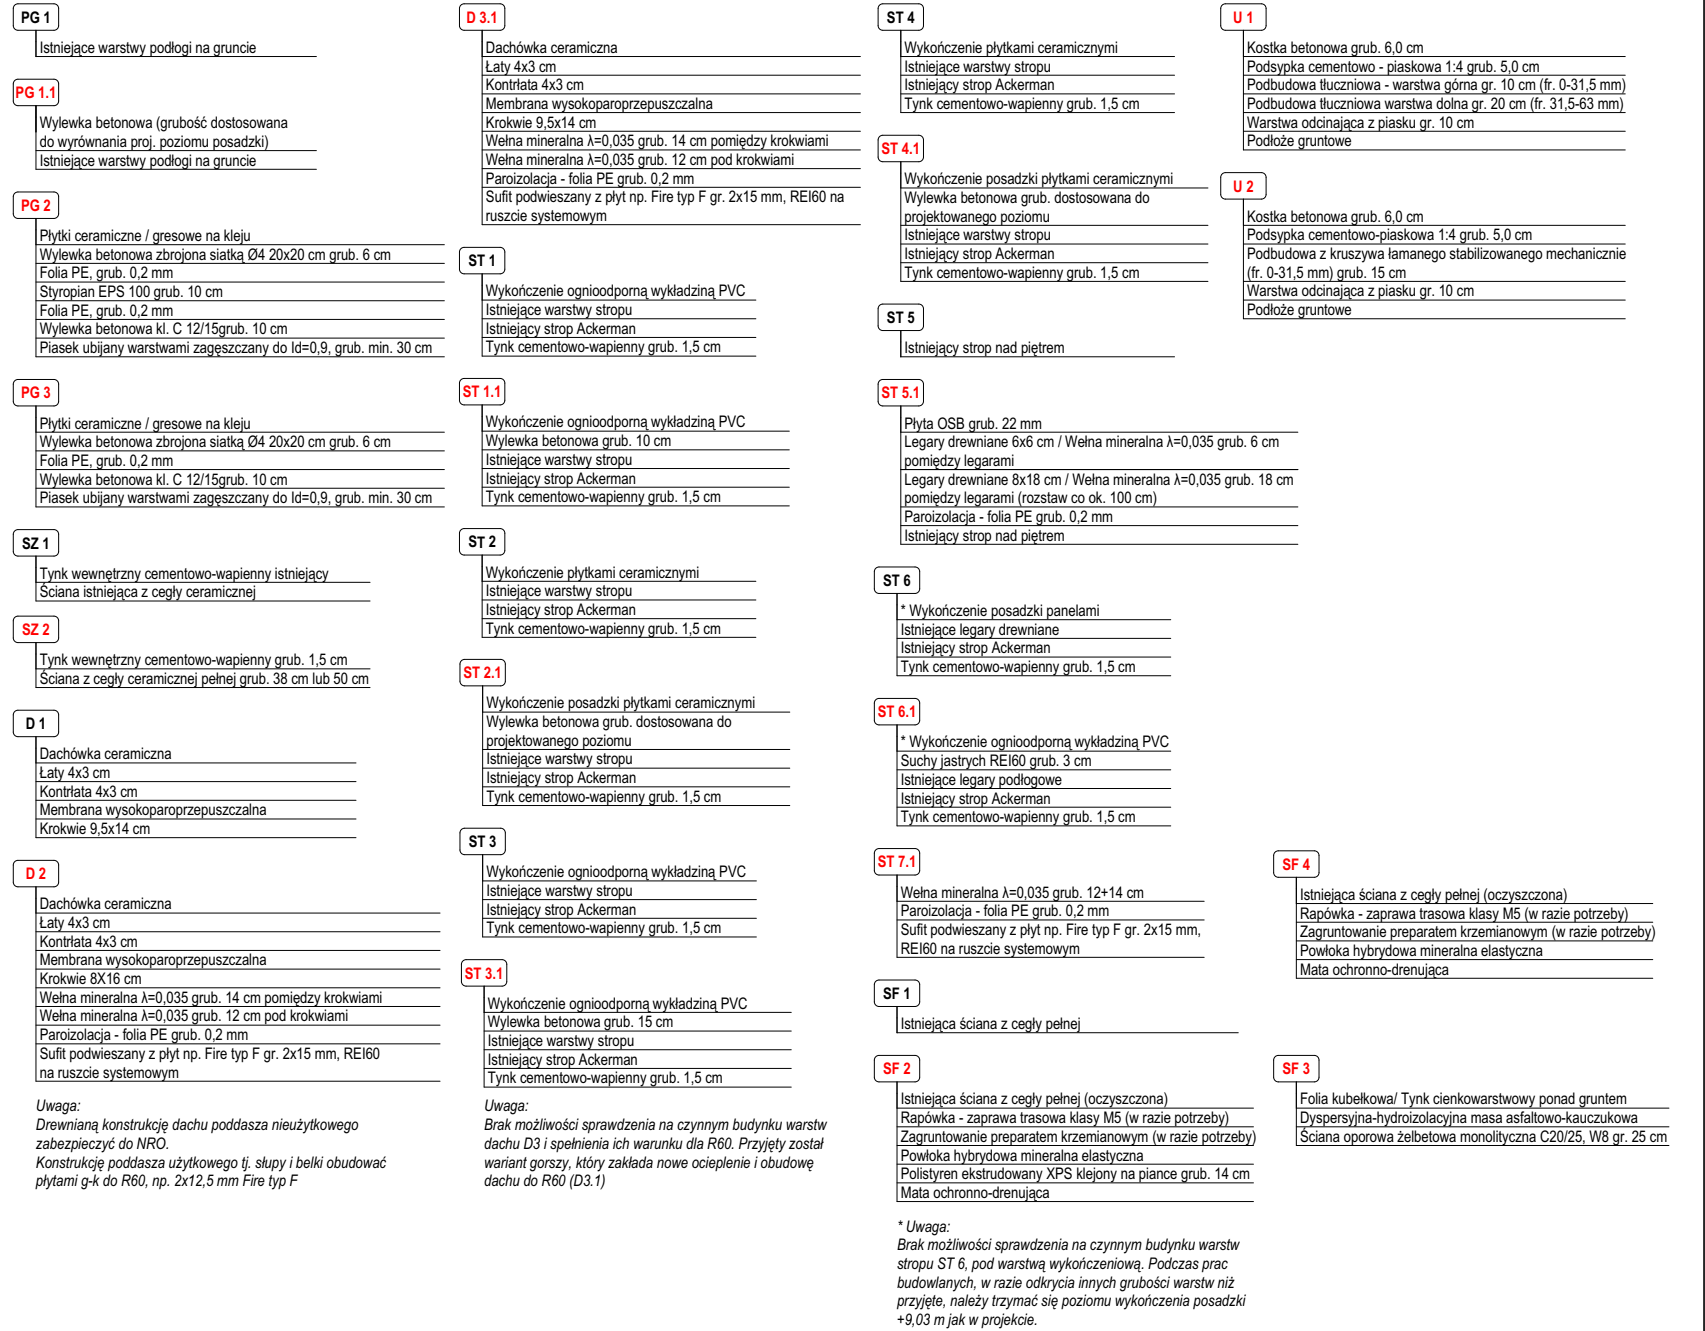 PG 1
Istniejące warstwy podłogi na gruncie
PG 1.1
Wylewka betonowa (grubość dostosowana
do wyrównania proj. poziomu posadzki)
Istniejące warstwy podłogi na gruncie
PG 2
Płytki ceramiczne / gresowe na kleju
Wylewka betonowa zbrojona siatką Ø4 20x20 cm grub. 6 cm
Folia PE, grub. 0,2 mm
Styropian EPS 100 grub. 10 cm
Folia PE, grub. 0,2 mm
Wylewka betonowa kl. C 12/15grub. 10 cm
Piasek ubijany warstwami zagęszczany do Id=0,9, grub. min. 30 cm
PG 3
Płytki ceramiczne / gresowe na kleju
Wylewka betonowa zbrojona siatką Ø4 20x20 cm grub. 6 cm
Folia PE, grub. 0,2 mm
Wylewka betonowa kl. C 12/15grub. 10 cm
Piasek ubijany warstwami zagęszczany do Id=0,9, grub. min. 30 cm
SZ 1
Tynk wewnętrzny cementowo-wapienny istniejący
Ściana istniejąca z cegły ceramicznej
SZ 2
Tynk wewnętrzny cementowo-wapienny grub. 1,5 cm
Ściana z cegły ceramicznej pełnej grub. 38 cm lub 50 cm
D 1
Dachówka ceramiczna
Łaty 4x3 cm
Kontrłata 4x3 cm
Membrana wysokoparoprzepuszczalna
Krokwie 9,5x14 cm
D 2
Dachówka ceramiczna
Łaty 4x3 cm
Kontrłata 4x3 cm
Membrana wysokoparoprzepuszczalna
Krokwie 8X16 cm
Wełna mineralna λ=0,035 grub. 14 cm pomiędzy krokwiami
Wełna mineralna λ=0,035 grub. 12 cm pod krokwiami
Paroizolacja - folia PE grub. 0,2 mm
Sufit podwieszany z płyt np. Fire typ F gr. 2x15 mm, REI60
na ruszcie systemowym
Uwaga:
Drewnianą konstrukcję dachu poddasza nieużytkowego
zabezpieczyć do NRO.
Konstrukcję poddasza użytkowego tj. słupy i belki obudować
płytami g-k do R60, np. 2x12,5 mm Fire typ F
D 3.1
Dachówka ceramiczna
Łaty 4x3 cm
Kontrłata 4x3 cm
Membrana wysokoparoprzepuszczalna
Krokwie 9,5x14 cm
Wełna mineralna λ=0,035 grub. 14 cm pomiędzy krokwiami
Wełna mineralna λ=0,035 grub. 12 cm pod krokwiami
Paroizolacja - folia PE grub. 0,2 mm
Sufit podwieszany z płyt np. Fire typ F gr. 2x15 mm, REI60 na
ruszcie systemowym
ST 1
Wykończenie ognioodporną wykładziną PVC
Istniejące warstwy stropu
Istniejący strop Ackerman
Tynk cementowo-wapienny grub. 1,5 cm
ST 1.1
Wykończenie ognioodporną wykładziną PVC
Wylewka betonowa grub. 10 cm
Istniejące warstwy stropu
Istniejący strop Ackerman
Tynk cementowo-wapienny grub. 1,5 cm
ST 2
Wykończenie płytkami ceramicznymi
Istniejące warstwy stropu
Istniejący strop Ackerman
Tynk cementowo-wapienny grub. 1,5 cm
ST 2.1
Wykończenie posadzki płytkami ceramicznymi
Wylewka betonowa grub. dostosowana do
projektowanego poziomu
Istniejące warstwy stropu
Istniejący strop Ackerman
Tynk cementowo-wapienny grub. 1,5 cm
ST 3
Wykończenie ognioodporną wykładziną PVC
Istniejące warstwy stropu
Istniejący strop Ackerman
Tynk cementowo-wapienny grub. 1,5 cm
ST 3.1
Wykończenie ognioodporną wykładziną PVC
Wylewka betonowa grub. 15 cm
Istniejące warstwy stropu
Istniejący strop Ackerman
Tynk cementowo-wapienny grub. 1,5 cm
Uwaga:
Brak możliwości sprawdzenia na czynnym budynku warstw
dachu D3 i spełnienia ich warunku dla R60. Przyjęty został
wariant gorszy, który zakłada nowe ocieplenie i obudowę
dachu do R60 (D3.1)
ST 4
Wykończenie płytkami ceramicznymi
Istniejące warstwy stropu
Istniejący strop Ackerman
Tynk cementowo-wapienny grub. 1,5 cm
ST 4.1
Wykończenie posadzki płytkami ceramicznymi
Wylewka betonowa grub. dostosowana do
projektowanego poziomu
Istniejące warstwy stropu
Istniejący strop Ackerman
Tynk cementowo-wapienny grub. 1,5 cm
ST 5
Istniejący strop nad piętrem
ST 5.1
Płyta OSB grub. 22 mm
Legary drewniane 6x6 cm / Wełna mineralna λ=0,035 grub. 6 cm
pomiędzy legarami
Legary drewniane 8x18 cm / Wełna mineralna λ=0,035 grub. 18 cm
pomiędzy legarami (rozstaw co ok. 100 cm)
Paroizolacja - folia PE grub. 0,2 mm
Istniejący strop nad piętrem
ST 6
* Wykończenie posadzki panelami
Istniejące legary drewniane
Istniejący strop Ackerman
Tynk cementowo-wapienny grub. 1,5 cm
ST 6.1
* Wykończenie ognioodporną wykładziną PVC
Suchy jastrych REI60 grub. 3 cm
Istniejące legary podłogowe
Istniejący strop Ackerman
Tynk cementowo-wapienny grub. 1,5 cm
ST 7.1
Wełna mineralna λ=0,035 grub. 12+14 cm
Paroizolacja - folia PE grub. 0,2 mm
Sufit podwieszany z płyt np. Fire typ F gr. 2x15 mm,
REI60 na ruszcie systemowym
SF 1
Istniejąca ściana z cegły pełnej
SF 2
Istniejąca ściana z cegły pełnej (oczyszczona)
Rapówka - zaprawa trasowa klasy M5 (w razie potrzeby)
Zagruntowanie preparatem krzemianowym (w razie potrzeby)
Powłoka hybrydowa mineralna elastyczna
Polistyren ekstrudowany XPS klejony na piance grub. 14 cm
Mata ochronno-drenująca
* Uwaga:
Brak możliwości sprawdzenia na czynnym budynku warstw
stropu ST 6, pod warstwą wykończeniową. Podczas prac
budowlanych, w razie odkrycia innych grubości warstw niż
przyjęte, należy trzymać się poziomu wykończenia posadzki
+9,03 m jak w projekcie.
U 1
Kostka betonowa grub. 6,0 cm
Podsypka cementowo - piaskowa 1:4 grub. 5,0 cm
Podbudowa tłuczniowa - warstwa górna gr. 10 cm (fr. 0-31,5 mm)
Podbudowa tłuczniowa warstwa dolna gr. 20 cm (fr. 31,5-63 mm)
Warstwa odcinająca z piasku gr. 10 cm
Podłoże gruntowe
U 2
Kostka betonowa grub. 6,0 cm
Podsypka cementowo-piaskowa 1:4 grub. 5,0 cm
Podbudowa z kruszywa łamanego stabilizowanego mechanicznie
(fr. 0-31,5 mm) grub. 15 cm
Warstwa odcinająca z piasku gr. 10 cm
Podłoże gruntowe
SF 4
Istniejąca ściana z cegły pełnej (oczyszczona)
Rapówka - zaprawa trasowa klasy M5 (w razie potrzeby)
Zagruntowanie preparatem krzemianowym (w razie potrzeby)
Powłoka hybrydowa mineralna elastyczna
Mata ochronno-drenująca
SF 3
Folia kubełkowa/ Tynk cienkowarstwowy ponad gruntem
Dyspersyjna-hydroizolacyjna masa asfaltowo-kauczukowa
Ściana oporowa żelbetowa monolityczna C20/25, W8 gr. 25 cm